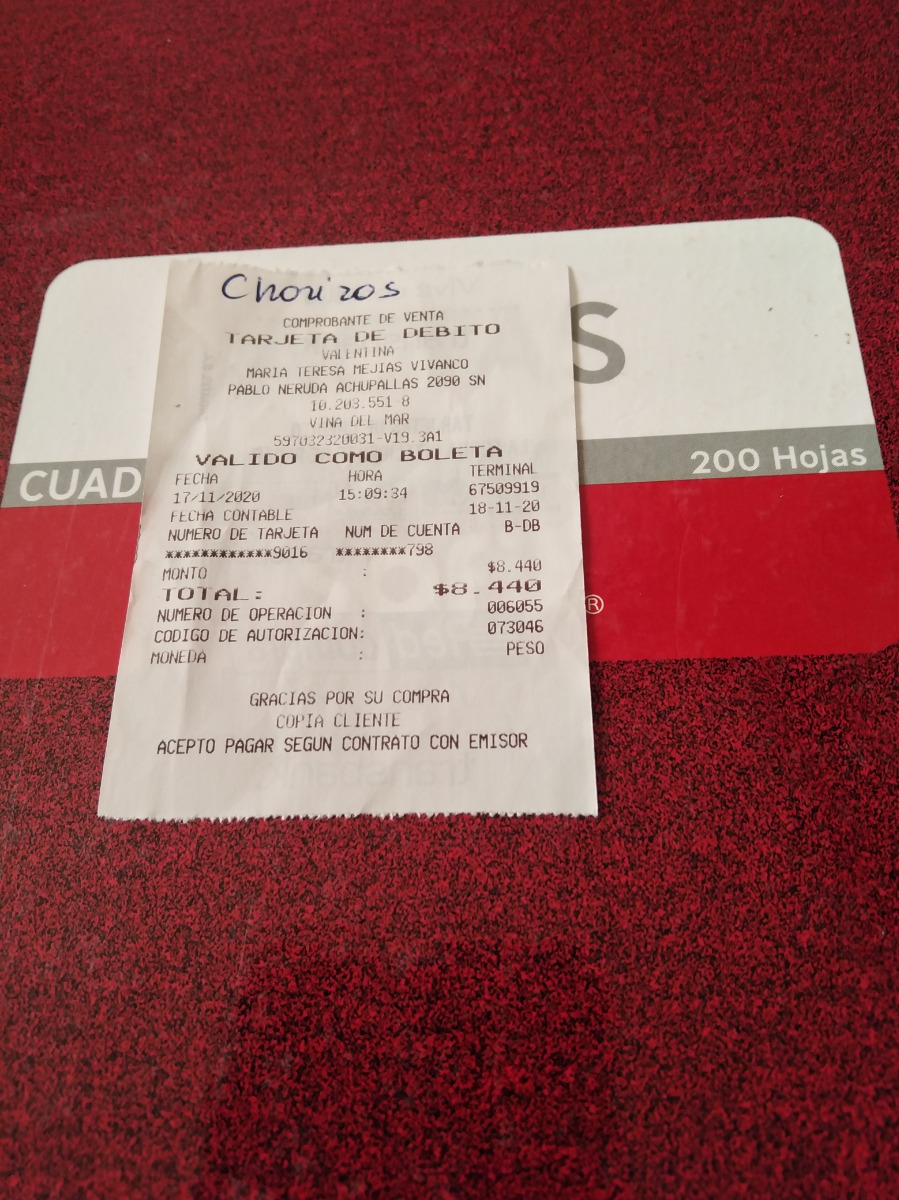 Chorizos
COMPROBANTE DE VENTA
TARJETA DE DEBITO
VALENTINA
MARIA TERESA MEJIAS VIVANCO
PABLO NERUDA ACHUPALLAS 2090 SN
10.203.551-8
VINA DEL MAR
597032320031-V19.3A1
VALIDO COMO BOLETA
FECHA HORA TERMINAL
17/11/2020 15:09:34 67509919
FECHA CONTABLE 18-11-20
NUMERO DE TARJETA NUM DE CUENTA B-DB
************9016 ********798
MONTO : $8.440
TOTAL: $8.440
NUMERO DE OPERACION : 006055
CODIGO DE AUTORIZACION: 073046
MONEDA : PESO
GRACIAS POR SU COMPRA
COPIA CLIENTE
ACEPTO PAGAR SEGUN CONTRATO CON EMISOR
S
CUAD
200 Hojas
®